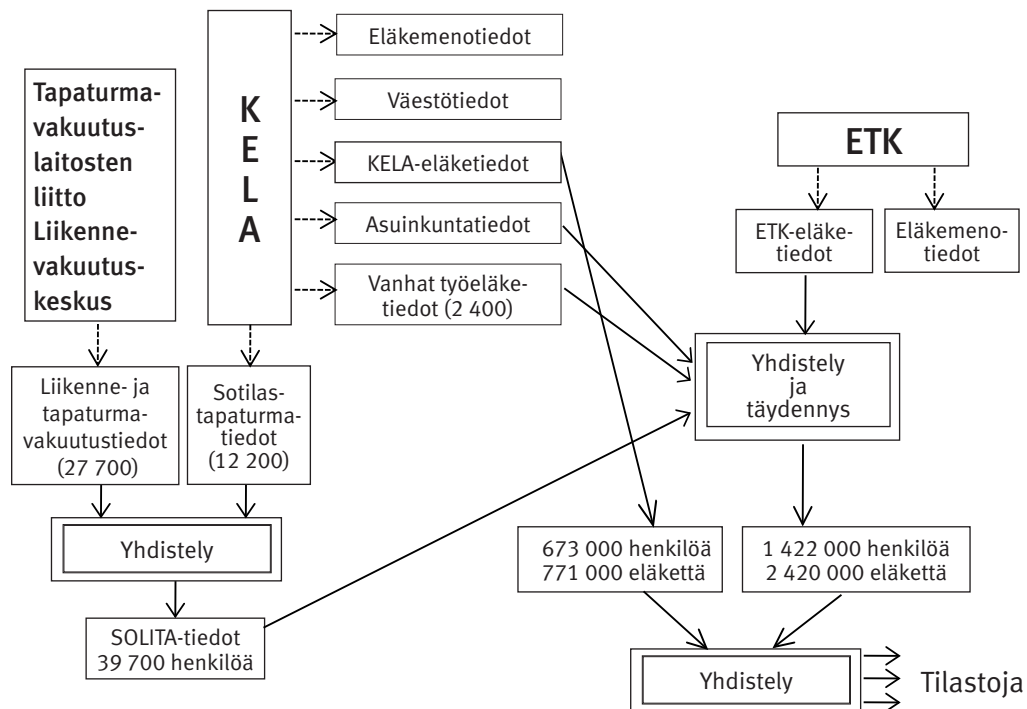 Tapaturma-
vakuutus-
laitosten
liitto
Liikenne-
vakuutus-
keskus
K
E
L
A
Eläkemenotiedot
Väestötiedot
KELA-eläketiedot
Asuinkuntatiedot
Vanhat työeläke-
tiedot (2 400)
ETK
ETK-eläke-
tiedot
Eläkemeno-
tiedot
Liikenne- ja
tapaturma-
vakuutustiedot
(27 700)
Sotilas-
tapaturma-
tiedot
(12 200)
Yhdistely
ja
täydennys
Yhdistely
SOLITA-tiedot
39 700 henkilöä
673 000 henkilöä
771 000 eläkettä
1 422 000 henkilöä
2 420 000 eläkettä
Yhdistely
Tilastoja